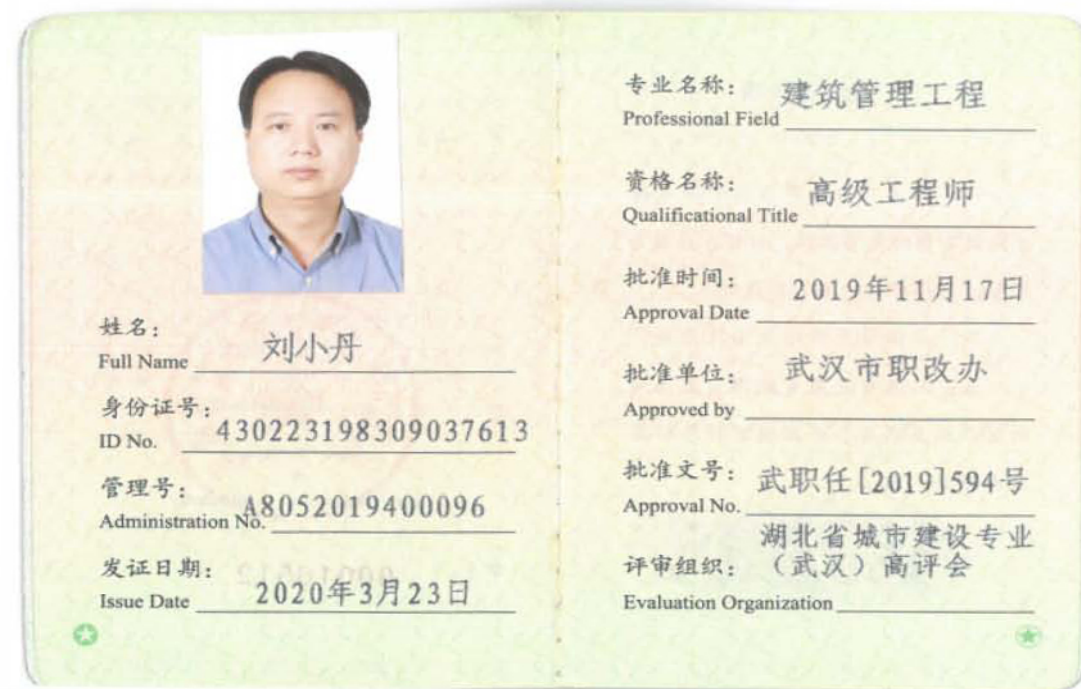 姓名：
Full Name 刘小丹
身份证号：
ID No. 430223198309037613
管理号：
Administration No. A8052019400096
发证日期：
Issue Date 2020年3月23日
专业名称： 建筑管理工程
Professional Field
资格名称： 高级工程师
Qualificational Title
批准时间： 2019年11月17日
Approval Date
批准单位： 武汉市职改办
Approved by
批准文号： 武职任[2019]594号
Approval No.
湖北省城市建设专业
评审组织： （武汉）高评会
Evaluation Organization